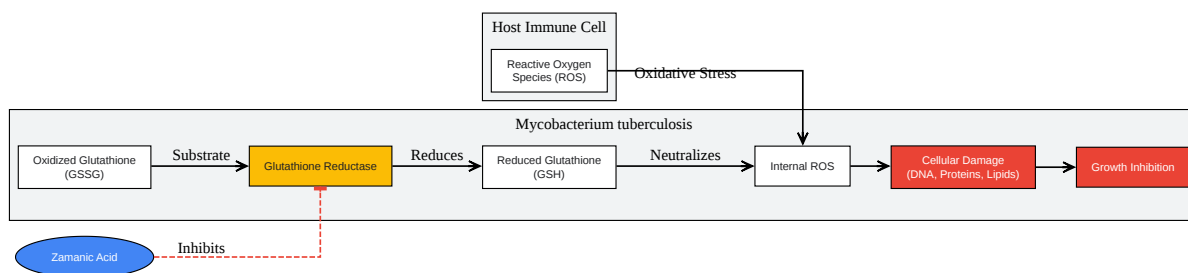 Host Immune Cell
Reactive Oxygen
Species (ROS)
Oxidative Stress
Mycobacterium tuberculosis
Oxidized Glutathione
(GSSG)
Substrate
Glutathione Reductase
Reduces
Reduced Glutathione
(GSH)
Neutralizes
Internal ROS
Cellular Damage
(DNA, Proteins, Lipids)
Growth Inhibition
Zamanic Acid
Inhibits